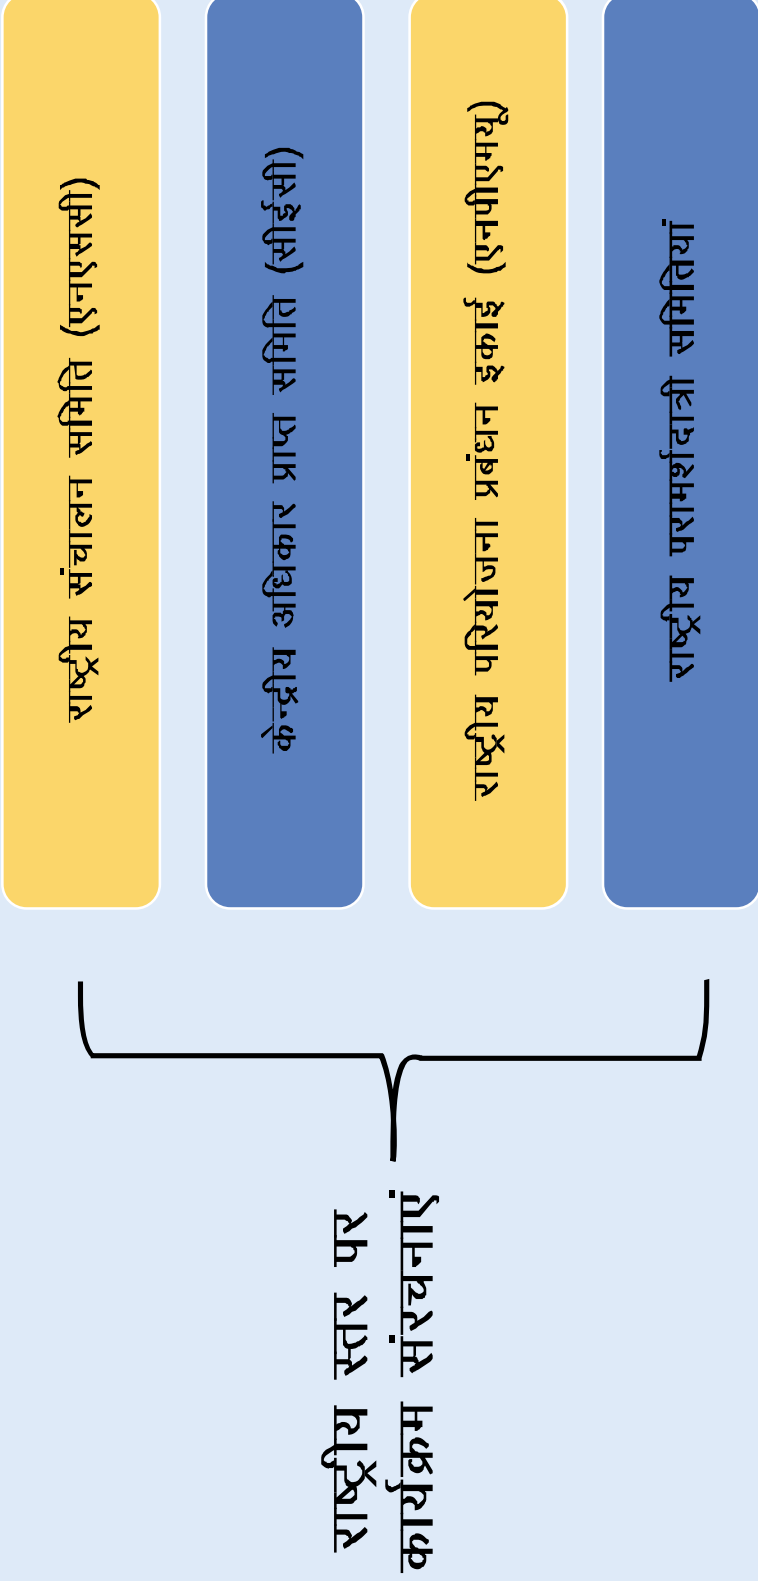 राष्ट्रीय स्तर पर
कार्यक्रम संरचनाएं
राष्ट्रीय संचालन समिति (एनएससी)
केन्द्रीय अधिकार प्राप्त समिति (सीईसी)
राष्ट्रीय परियोजना प्रबंधन इकाई (एनपीएमयू)
राष्ट्रीय परामर्शदात्री समितियां